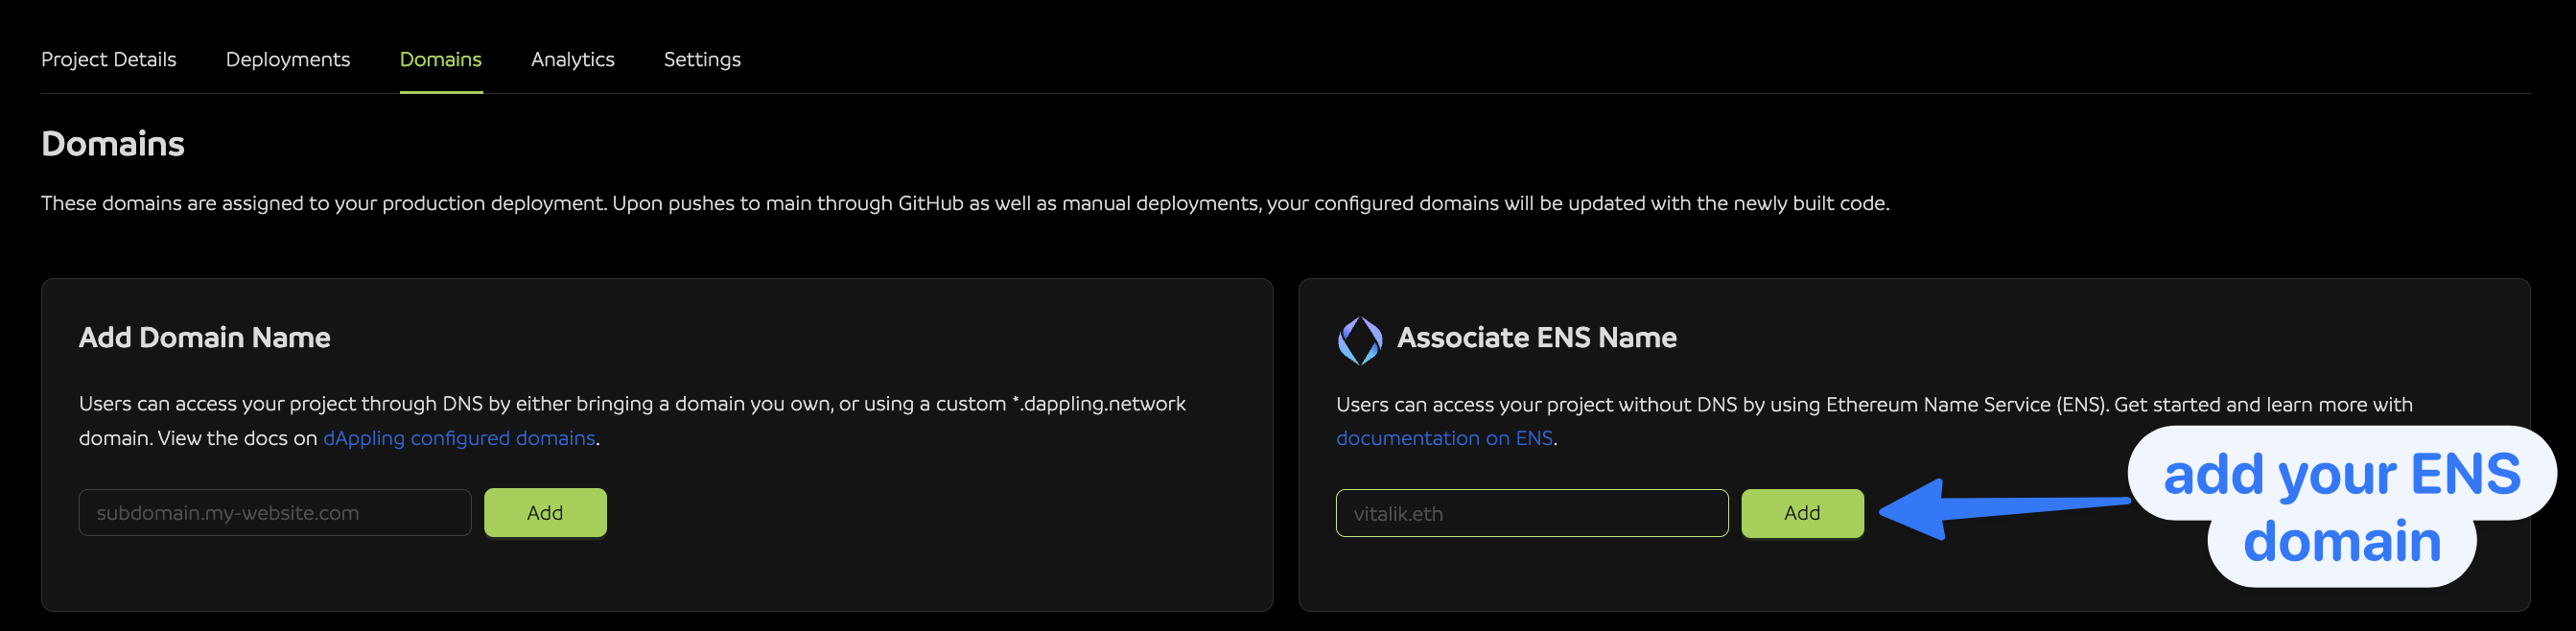 Project Details
Deployments
Domains
Analytics
Settings
Domains
These domains are assigned to your production deployment. Upon pushes to main through GitHub as well as manual deployments, your configured domains will be updated with the newly built code.
Add Domain Name
Users can access your project through DNS by either bringing a domain you own, or using a custom *.dappling.network
domain. View the docs on dAppling configured domains.
subdomain.my-website.com
Add
Associate ENS Name
Users can access your project without DNS by using Ethereum Name Service (ENS). Get started and learn more with
documentation on ENS.
vitalik.eth
Add
add your ENS
domain